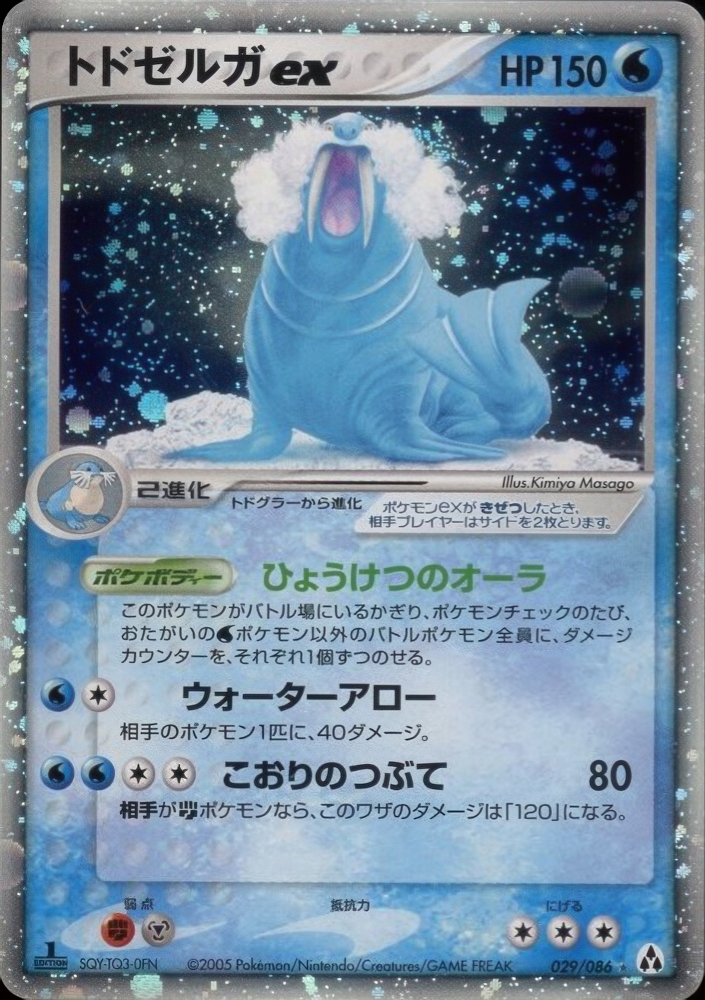 トドゼルガex HP150
Illus.Kimiya Masago
2進化
トドグラーから進化
ポケモンexが きぜつしたとき、
相手プレイヤーはサイドを2枚とります。
ポケボディー ひょうけつのオーラ
このポケモンがバトル場にいるかぎり、ポケモンチェックのたび、
おたがいのポケモン以外のバトルポケモン全員に、ダメージ
カウンターを、それぞれ1個ずつのせる。
ウォーターアロー
相手のポケモン1匹に、40ダメージ。
こおりのつぶて 80
相手がポケモンなら、このワザのダメージは「120」になる。
弱点 抵抗力 にげる
1
EDITION
SQY-TQ3-0FN ©2005 Pokémon/Nintendo/Creatures/GAME FREAK 029/086 ★